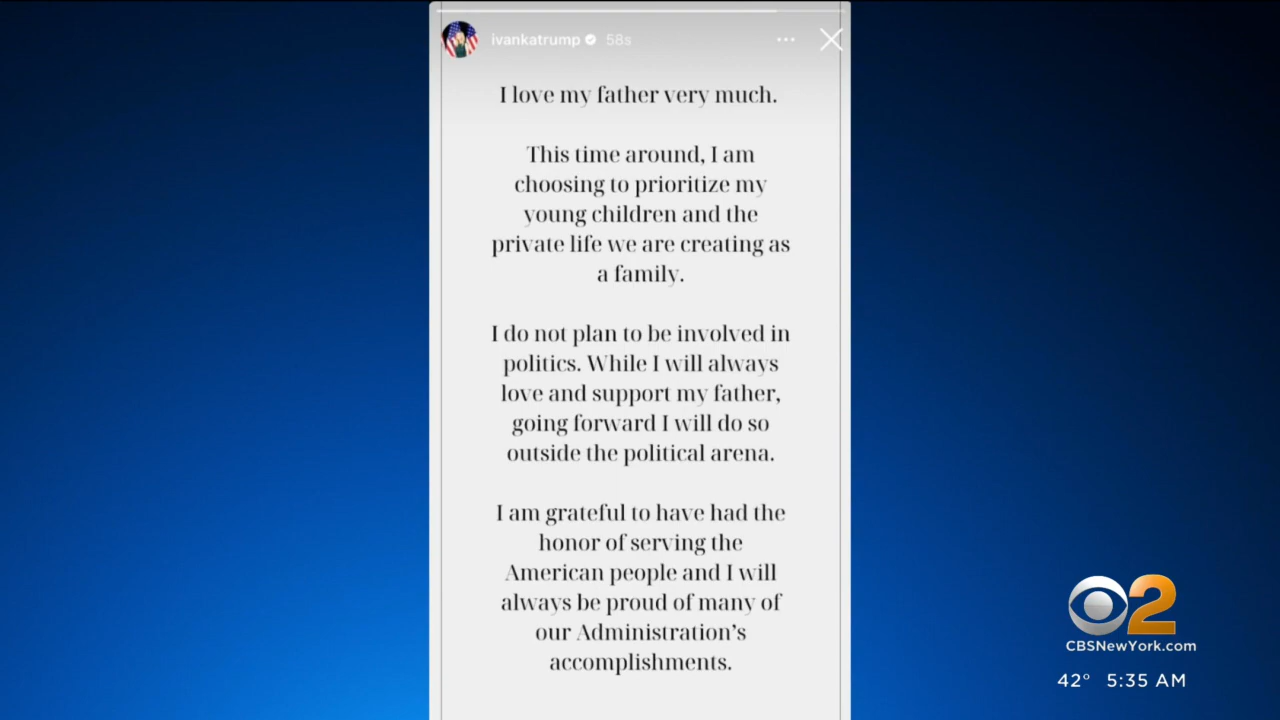 ivankatrump 58s
I love my father very much.
This time around, I am
choosing to prioritize my
young children and the
private life we are creating as
a family.
I do not plan to be involved in
politics. While I will always
love and support my father,
going forward I will do so
outside the political arena.
I am grateful to have had the
honor of serving the
American people and I will
always be proud of many of
our Administration’s
accomplishments.
2
CBSNewYork.com
42° 5:35 AM